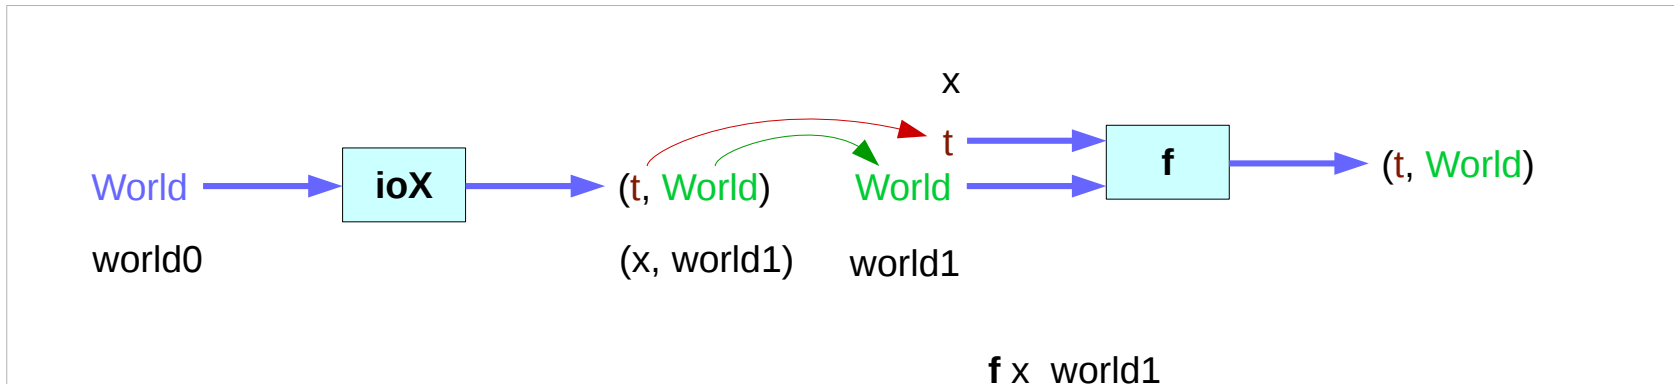 x
t
World ioX (t, World) World f (t, World)
world0 (x, world1) world1
f x world1